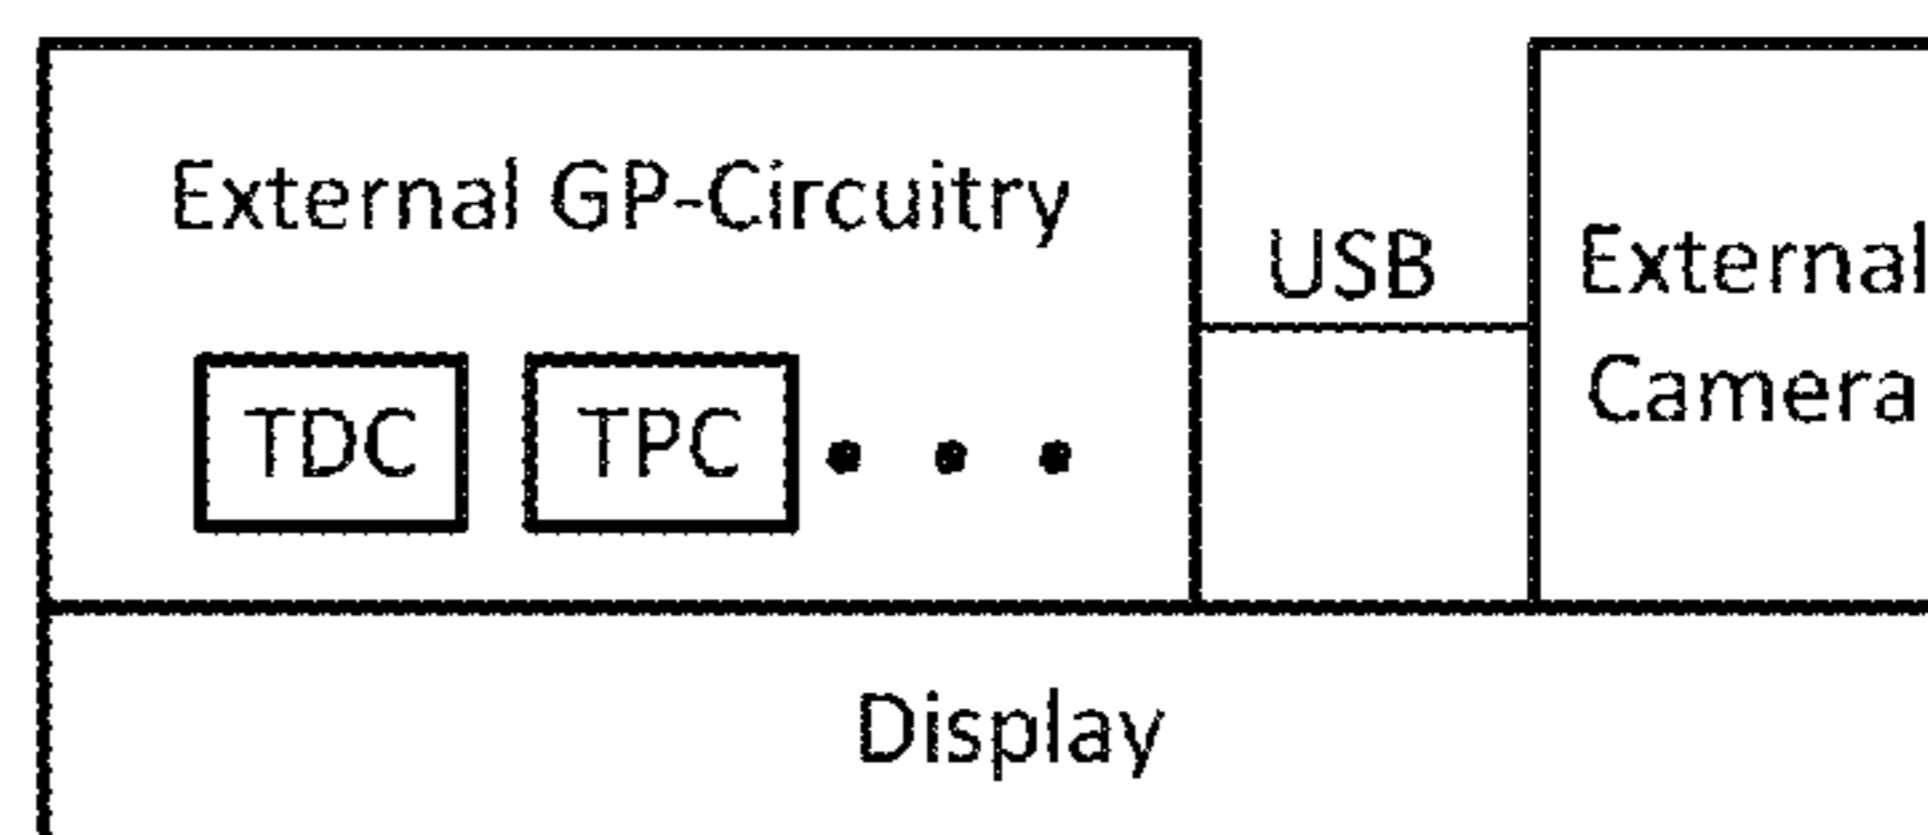 External GP-Circuitry
USB
External
Camera
TDC
TPC
Display